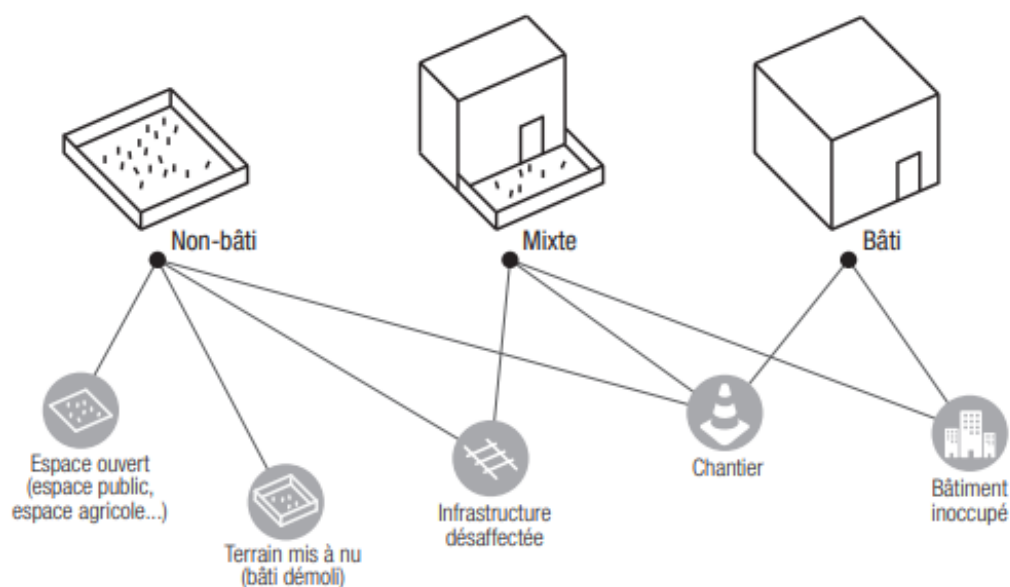 Non-bâti
Mixte
Bâti
Espace ouvert
(espace public,
espace agricole...)
Terrain mis à nu
(bâti démoli)
Infrastructure
désaffectée
Chantier
Bâtiment
inoccupé